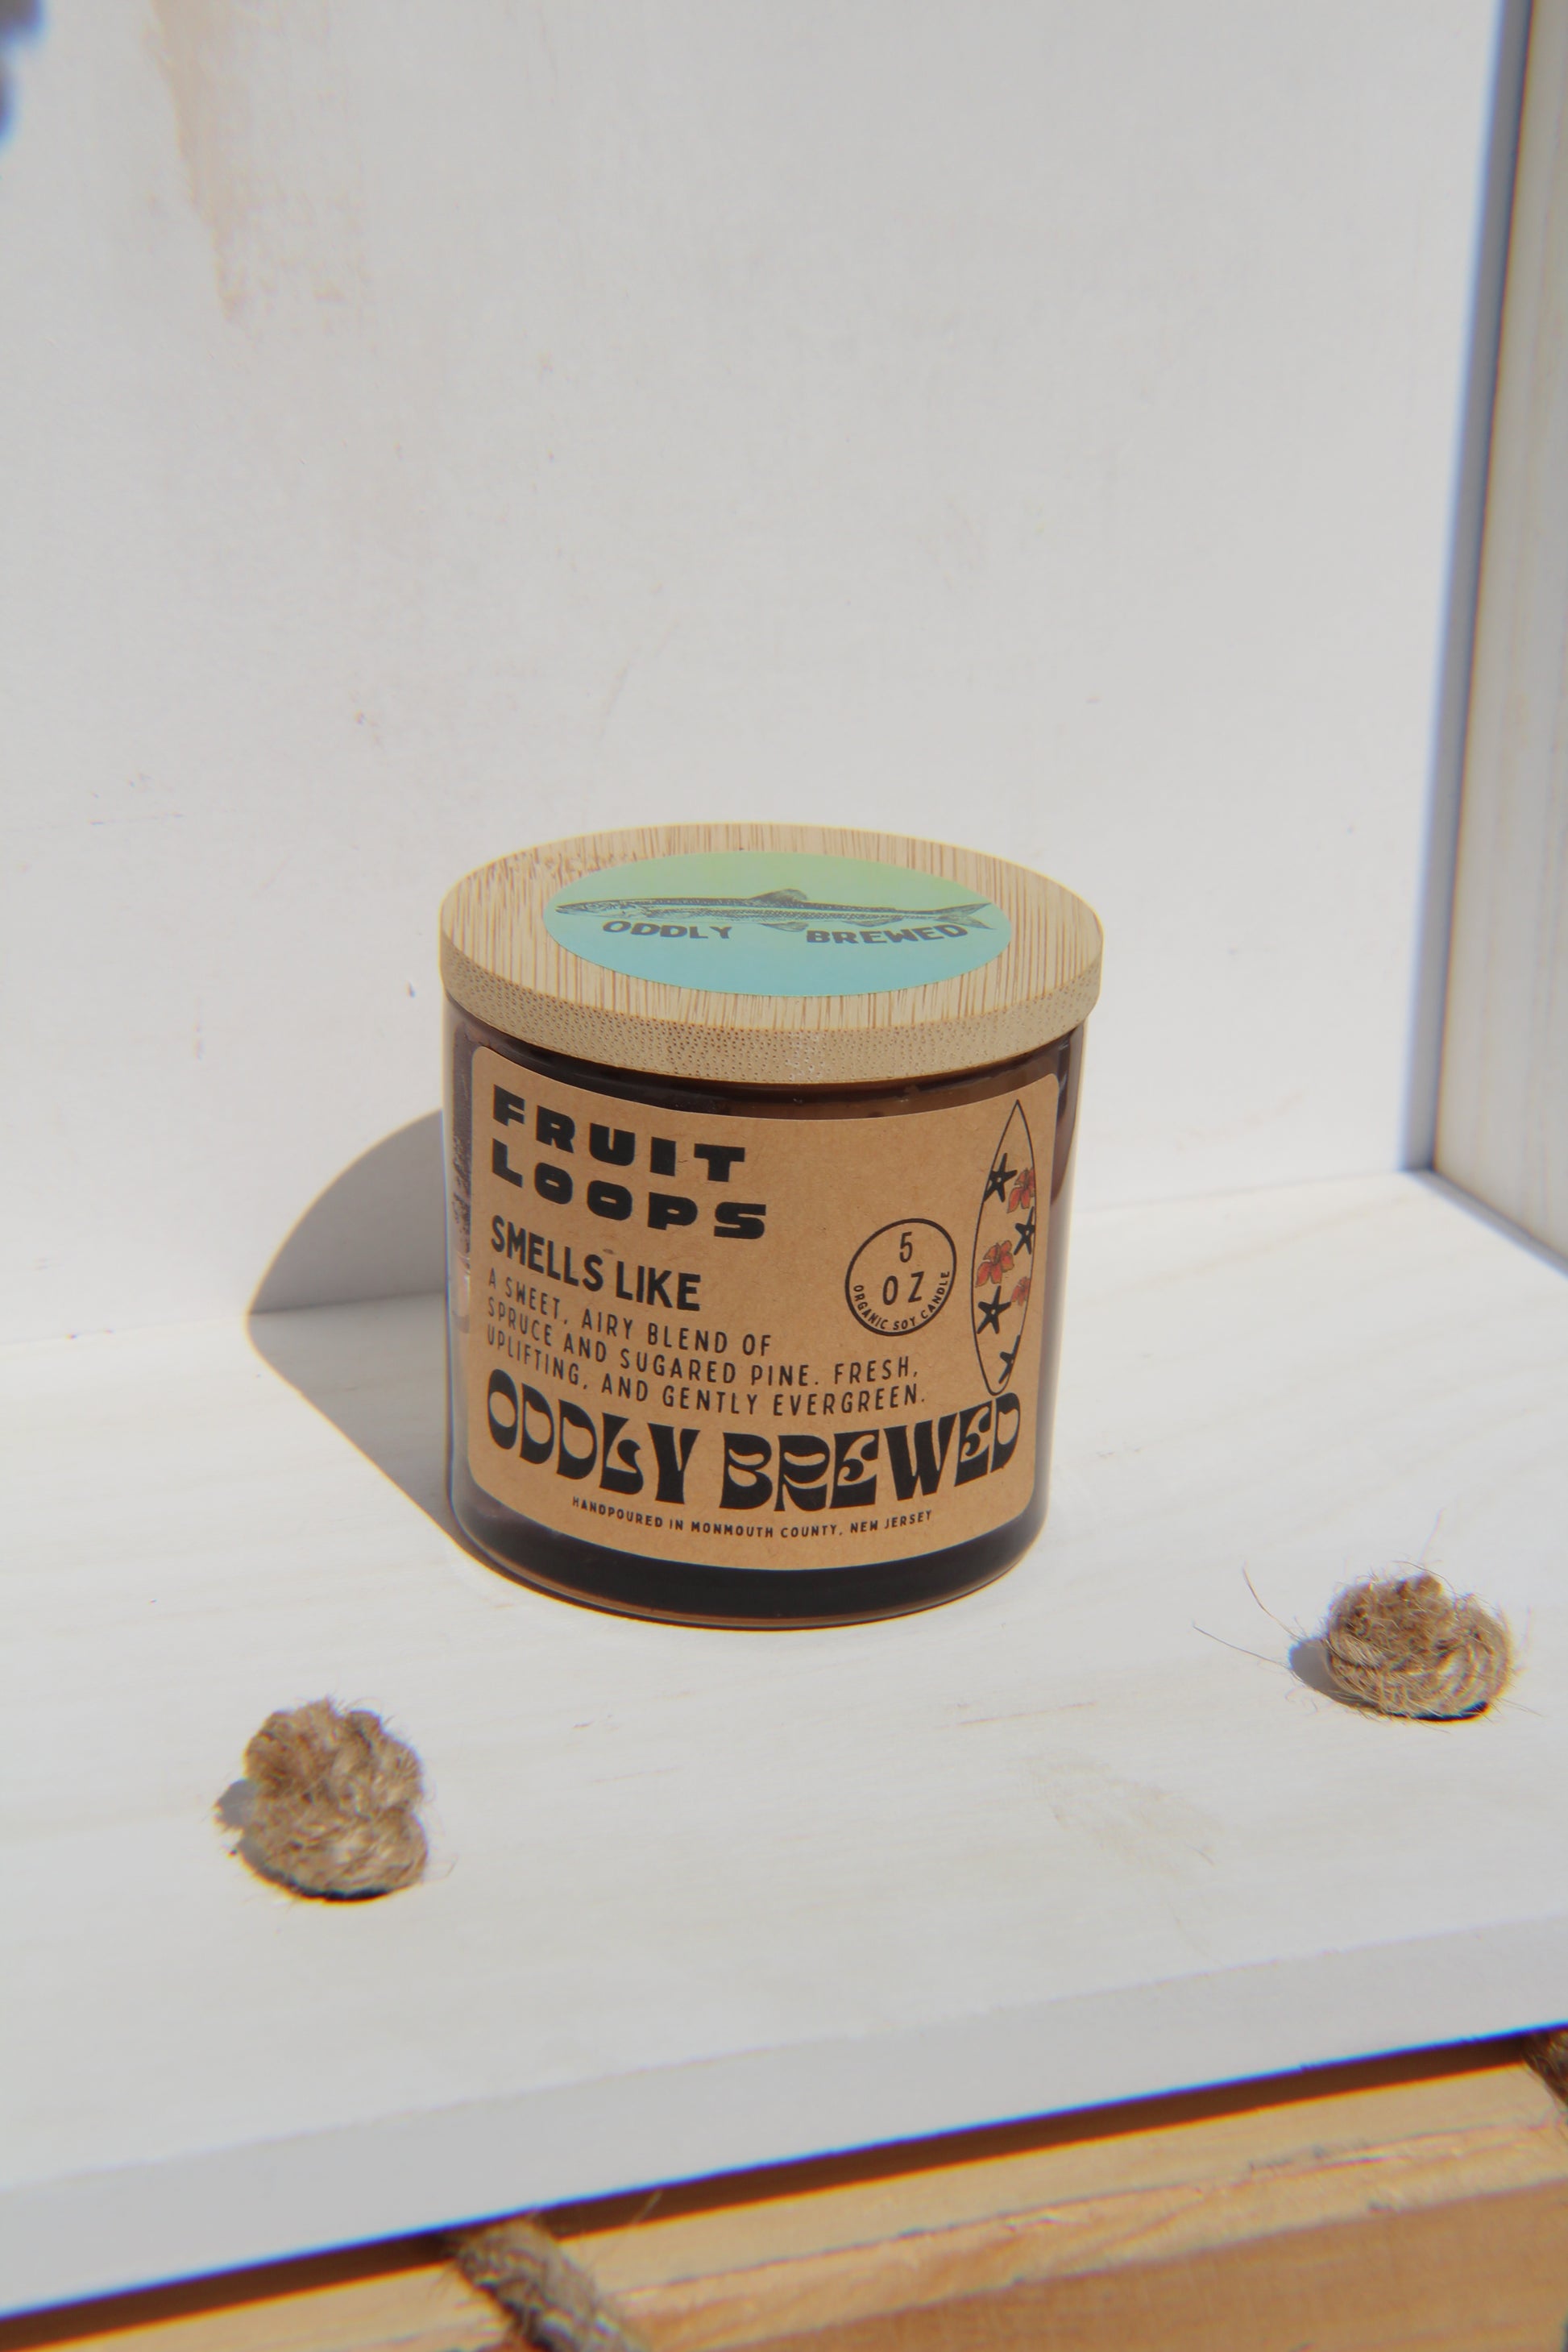 ODDLY BREWED
FRUIT
LOOPS
SMELLS LIKE
A SWEET, AIRY BLEND OF
SPRUCE AND SUGARED PINE. FRESH,
UPLIFTING, AND GENTLY EVERGREEN.
5
OZ
ORGANIC SOY CANDLE
ODDLY BREWED
HANDPOURED IN MONMOUTH COUNTY, NEW JERSEY